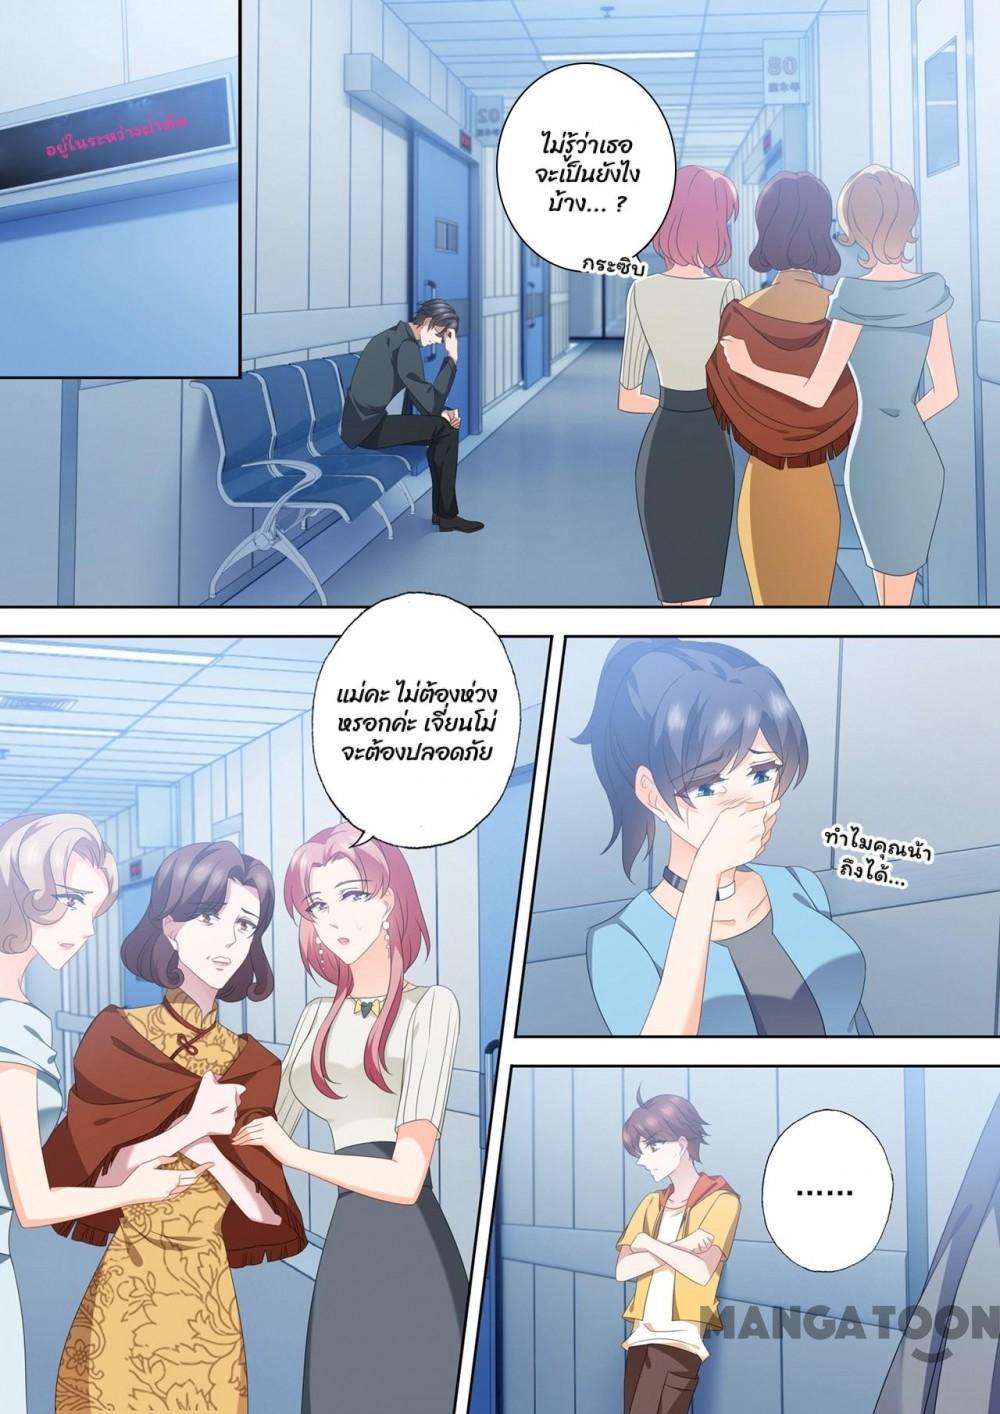 อยู่ในระหว่างผ่าตัด
08
02
ไม่รู้ว่าเธอ
จะเป็นยังไง
บ้าง... ?
กระซิบ
แม่คะ ไม่ต้องห่วง
หรอกค่ะ เจี่ยนโม่
จะต้องปลอดภัย
ทำไมคุณน้า
ถึงได้...
......
MANGATOON